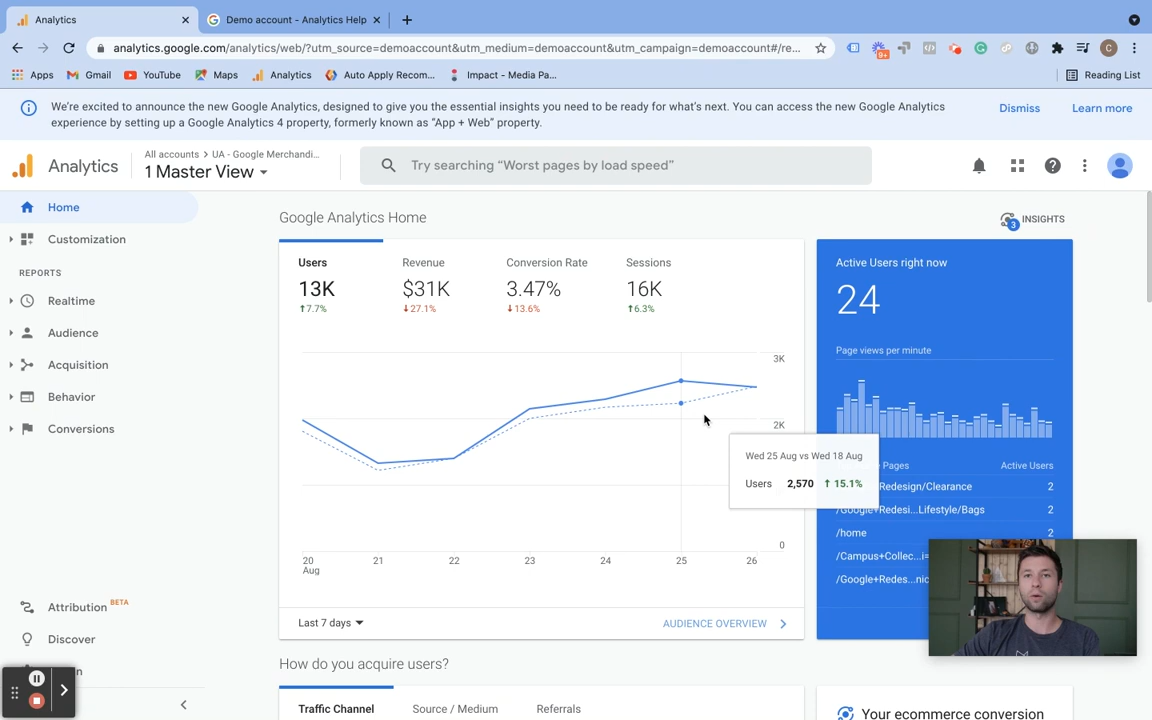 Analytics
Demo account - Analytics Help
analytics.google.com/analytics/web/?utm_source=demoaccount&utm_medium=demoaccount&utm_campaign=demoaccount#/re...
9+
C
Apps
Gmail
YouTube
Maps
Analytics
Auto Apply Recom...
Impact - Media Pa...
Reading List
We're excited to announce the new Google Analytics, designed to give you the essential insights you need to be ready for what's next. You can access the new Google Analytics
experience by setting up a Google Analytics 4 property, formerly known as "App + Web" property.
Dismiss
Learn more
Analytics
All accounts > UA - Google Merchandi...
1 Master View
Try searching "Worst pages by load speed"
Home
Customization
REPORTS
Realtime
Audience
Acquisition
Behavior
Conversions
Attribution BETA
Discover
Google Analytics Home
3 INSIGHTS
Users
13K
↑7.7%
Revenue
$31K
↓27.1%
Conversion Rate
3.47%
↓13.6%
Sessions
16K
↑6.3%
3K
2K
0
20
Aug
21
22
23
24
25
26
Wed 25 Aug vs Wed 18 Aug
Users 2,570 ↑ 15.1%
Last 7 days
AUDIENCE OVERVIEW
Active Users right now
24
Page views per minute
Pages
Active Users
Redesign/Clearance 2
/Google+Redesi...Lifestyle/Bags 2
/home 2
/Campus+Collec...i=
/Google+Redes...nic
How do you acquire users?
Traffic Channel
Source / Medium
Referrals
Your ecommerce conversion